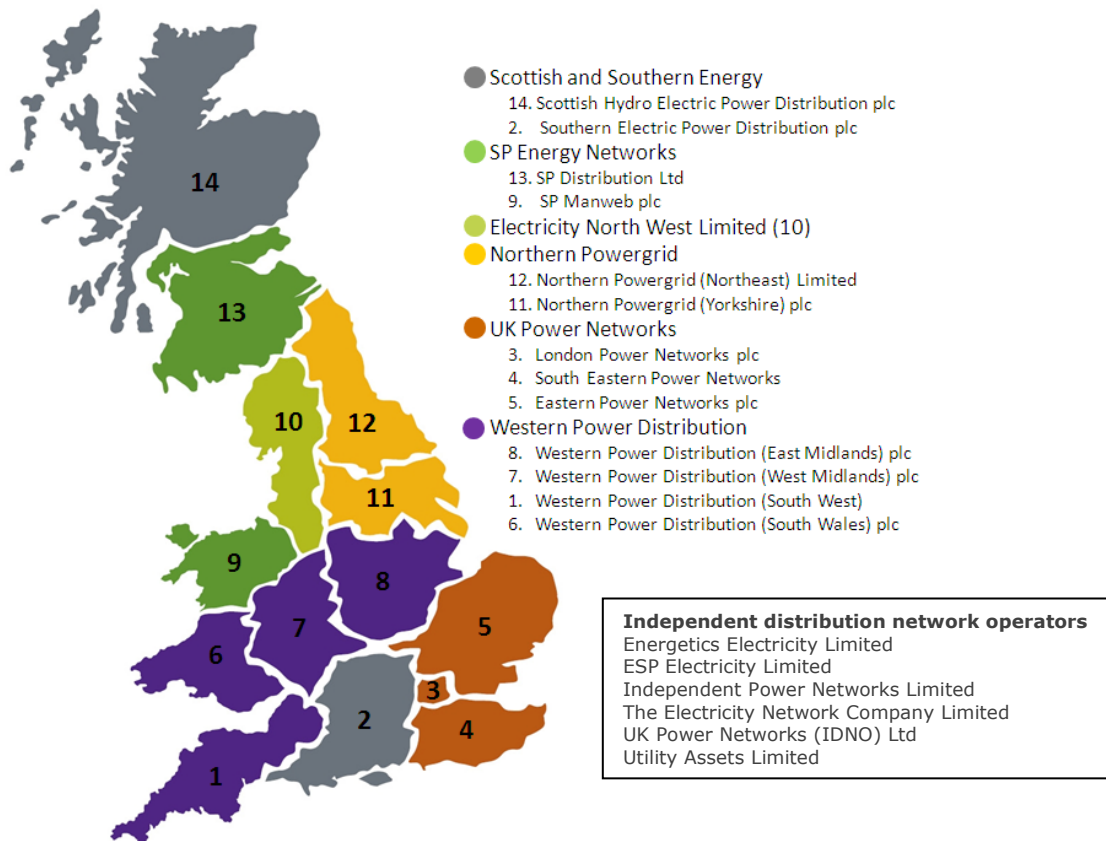 Scottish and Southern Energy
14. Scottish Hydro Electric Power Distribution plc
2. Southern Electric Power Distribution plc
SP Energy Networks
13. SP Distribution Ltd
9. SP Manweb plc
Electricity North West Limited (10)
Northern Powergrid
12. Northern Powergrid (Northeast) Limited
11. Northern Powergrid (Yorkshire) plc
UK Power Networks
3. London Power Networks plc
4. South Eastern Power Networks
5. Eastern Power Networks plc
Western Power Distribution
8. Western Power Distribution (East Midlands) plc
7. Western Power Distribution (West Midlands) plc
1. Western Power Distribution (South West)
6. Western Power Distribution (South Wales) plc
Independent distribution network operators
Energetics Electricity Limited
ESP Electricity Limited
Independent Power Networks Limited
The Electricity Network Company Limited
UK Power Networks (IDNO) Ltd
Utility Assets Limited
14
13
10
12
11
9
8
7
6
5
3
4
2
1